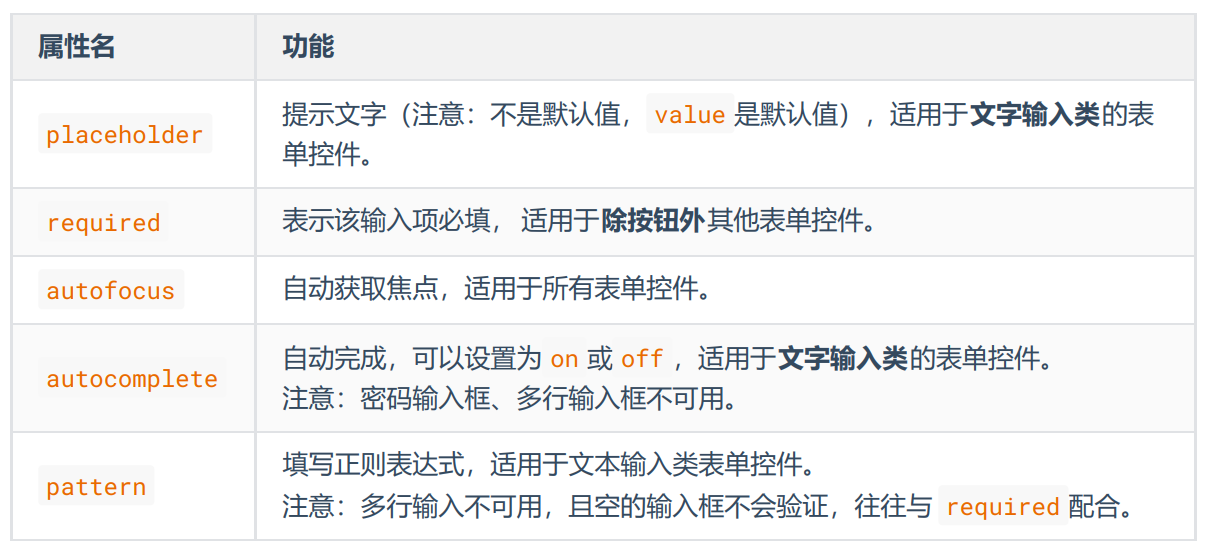 属性名 功能
placeholder 提示文字（注意：不是默认值， value 是默认值），适用于文字输入类的表
单控件。
required 表示该输入项必填， 适用于除按钮外其他表单控件。
autofocus 自动获取焦点，适用于所有表单控件。
autocomplete 自动完成，可以设置为 on 或 off ，适用于文字输入类的表单控件。
注意：密码输入框、多行输入框不可用。
pattern 填写正则表达式，适用于文本输入类表单控件。
注意：多行输入不可用，且空的输入框不会验证，往往与 required 配合。